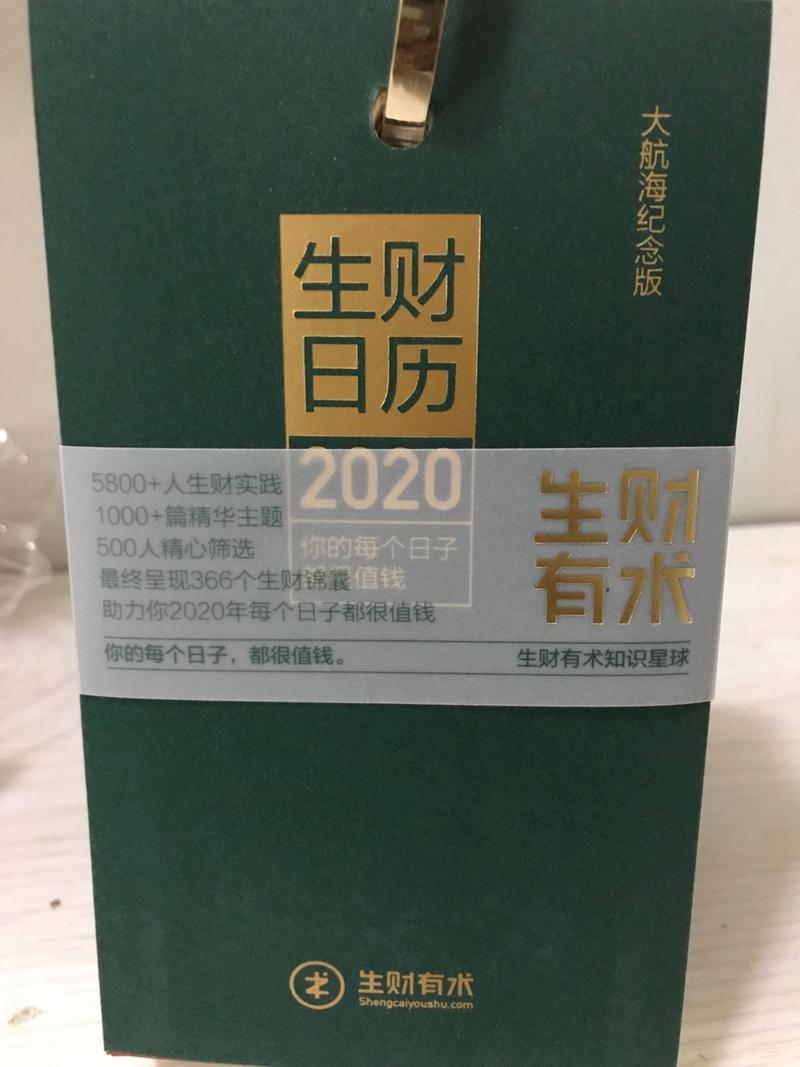 大航海纪念版
生财
日历
2020
你的每个日子
都很值钱
5800+人生财实践
1000+篇精华主题
500人精心筛选
最终呈现366个生财锦囊
助力你2020年每个日子都很值钱
生财
有术
你的每个日子，都很值钱。
生财有术知识星球
生财有术
Shengcaiyoushu.com